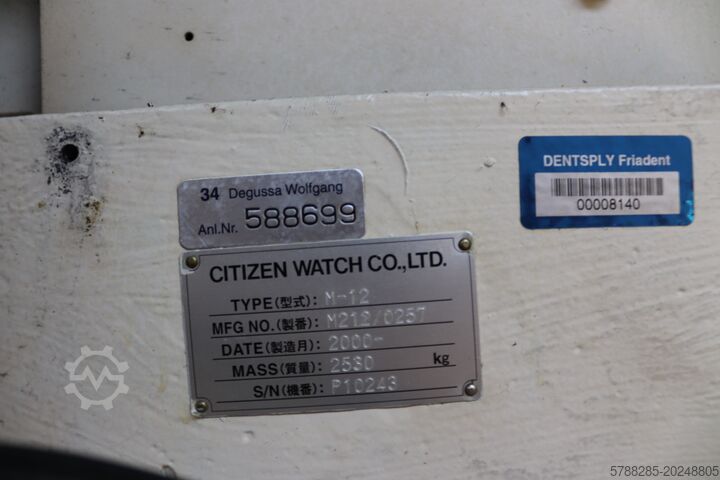 34 Degussa Wolfgang
Anl.Nr. 588699
DENTSPLY Friadent
00008140
CITIZEN WATCH CO.,LTD.
TYPE(型式): M-12
MFG NO.(製番): M212/0257
DATE(製造月): 2000-
MASS(質量): 2530 kg
S/N(機番): P10243
5788285-20248805